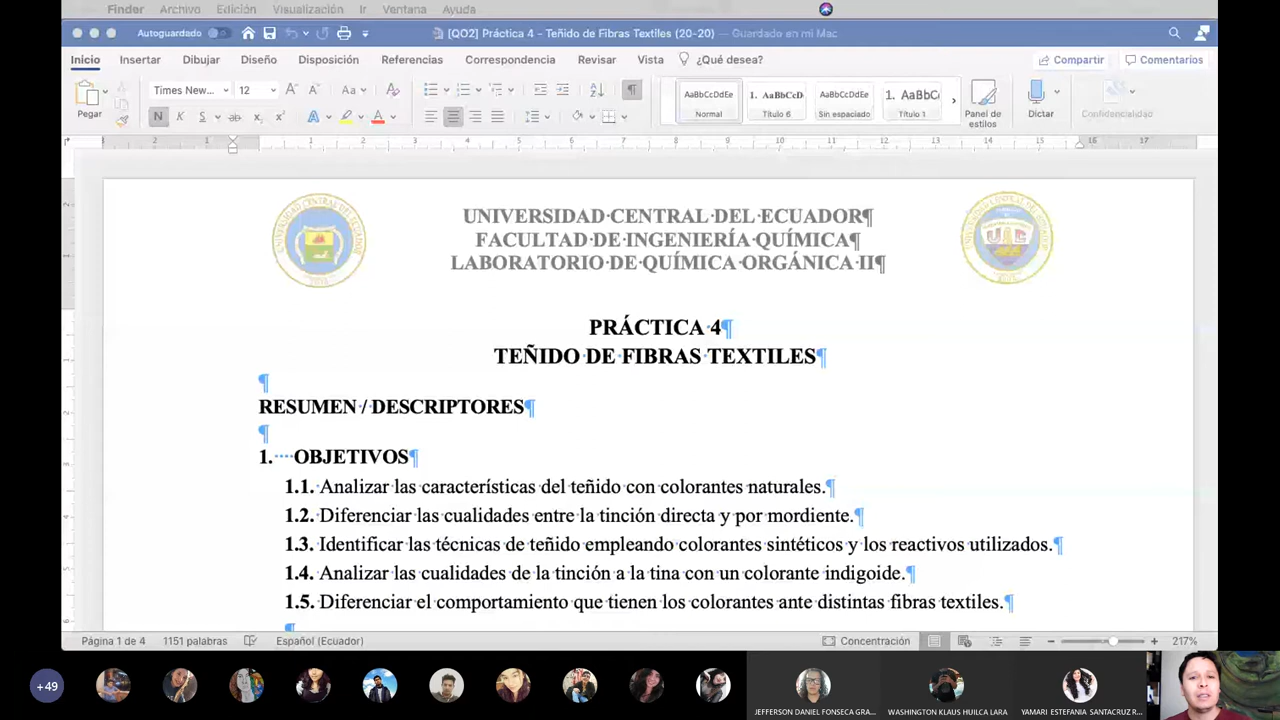 Finder Archivo Edición Visualización Ir Ventana Ayuda
Autoguardado [QO2] Práctica 4 - Teñido de Fibras Textiles (20-20) — Guardado en mi Mac
Inicio Insertar Dibujar Diseño Disposición Referencias Correspondencia Revisar Vista ¿Qué desea? Compartir Comentarios
Times New... 12
Pegar
AaBbCcDdEe 1. AaBbCcD AaBbCcDdEe 1. AaBbC
Normal Título 6 Sin espaciado Título 1
Panel de estilos
Dictar
Confidencialidad
UNIVERSIDAD·CENTRAL·DEL·ECUADOR¶
FACULTAD·DE·INGENIERÍA·QUÍMICA¶
LABORATORIO·DE·QUÍMICA·ORGÁNICA·II¶
PRÁCTICA·4¶
TEÑIDO·DE·FIBRAS·TEXTILES¶
¶
RESUMEN·/·DESCRIPTORES¶
¶
1.····OBJETIVOS¶
1.1.·Analizar·las·características·del·teñido·con·colorantes·naturales.¶
1.2.·Diferenciar·las·cualidades·entre·la·tinción·directa·y·por·mordiente.¶
1.3.·Identificar·las·técnicas·de·teñido·empleando·colorantes·sintéticos·y·los·reactivos·utilizados.¶
1.4.·Analizar·las·cualidades·de·la·tinción·a·la·tina·con·un·colorante·indigoide.¶
1.5.·Diferenciar·el·comportamiento·que·tienen·los·colorantes·ante·distintas·fibras·textiles.¶
¶
Página 1 de 4 1151 palabras Español (Ecuador) Concentración 217%
+49 JEFFERSON DANIEL FONSECA GRA... WASHINGTON KLAUS HUILCA LARA YAMARI ESTEFANIA SANTACRUZ R...